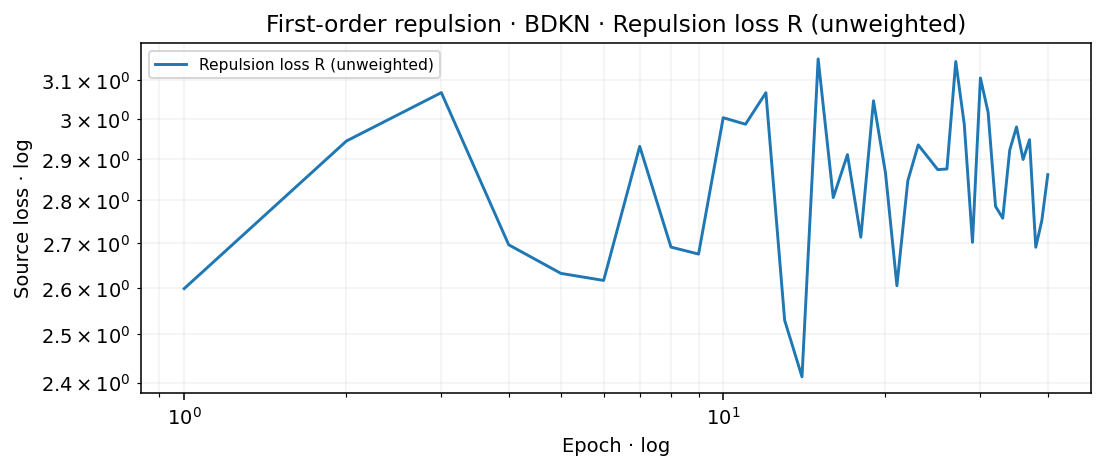 First-order repulsion · BDKN · Repulsion loss R (unweighted)
Repulsion loss R (unweighted)
Source loss · log
3.1 × 10⁰
3 × 10⁰
2.9 × 10⁰
2.8 × 10⁰
2.7 × 10⁰
2.6 × 10⁰
2.5 × 10⁰
2.4 × 10⁰
10⁰ 10¹
Epoch · log